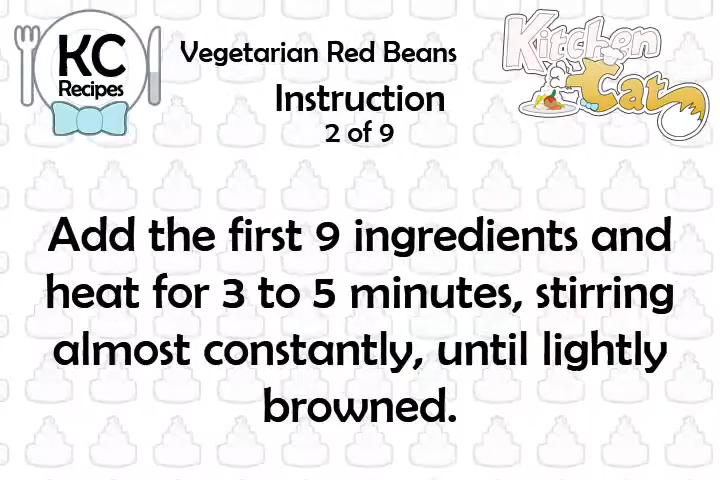 KC
Recipes
Vegetarian Red Beans
Instruction
2 of 9
Kitchen
Cat
Add the first 9 ingredients and
heat for 3 to 5 minutes, stirring
almost constantly, until lightly
browned.